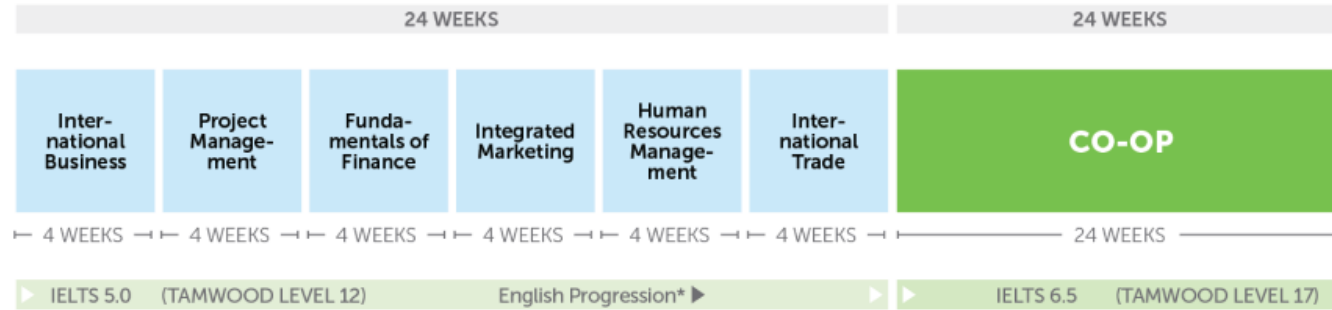 24 WEEKS
24 WEEKS
Inter-
national
Business
Project
Manage-
ment
Funda-
mentals of
Finance
Integrated
Marketing
Human
Resources
Manage-
ment
Inter-
national
Trade
CO-OP
4 WEEKS
4 WEEKS
4 WEEKS
4 WEEKS
4 WEEKS
4 WEEKS
24 WEEKS
IELTS 5.0 (TAMWOOD LEVEL 12)
English Progression*
IELTS 6.5 (TAMWOOD LEVEL 17)